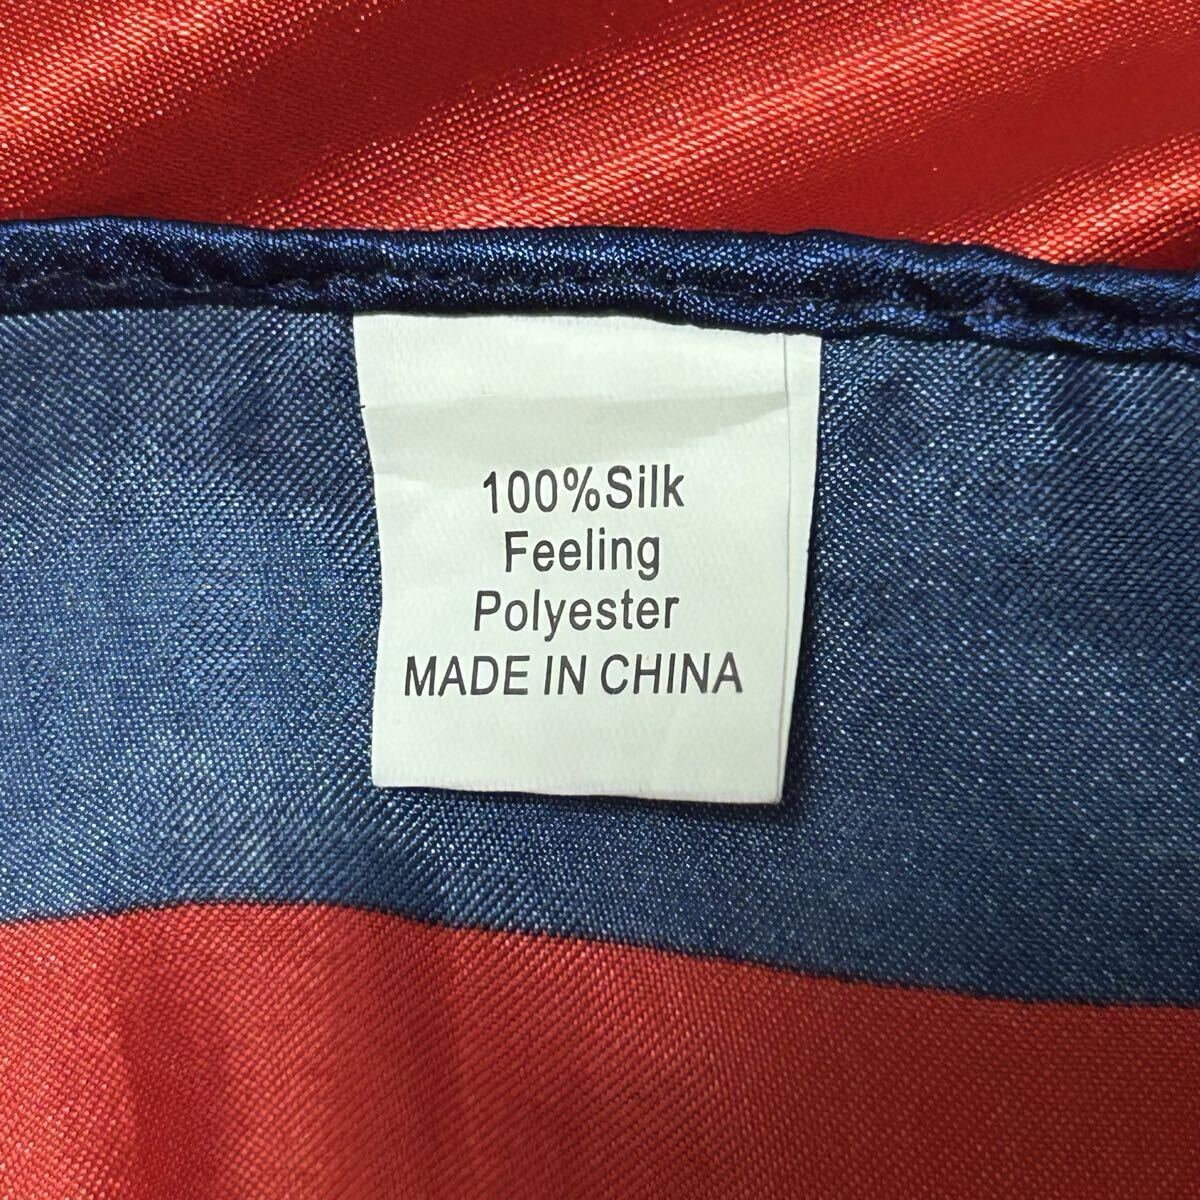 100%Silk
Feeling
Polyester
MADE IN CHINA